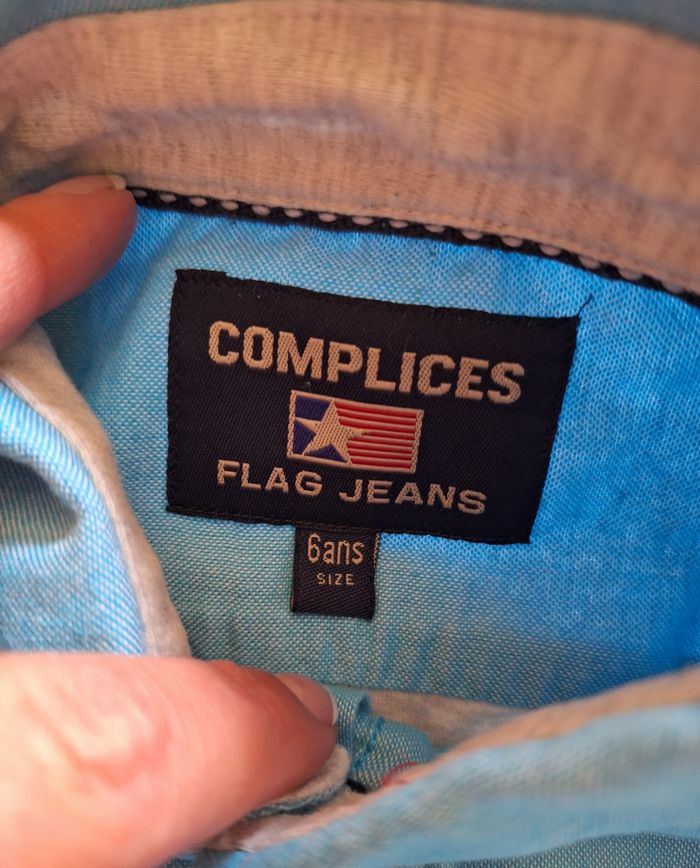 COMPLICES
FLAG JEANS
6ans
SIZE